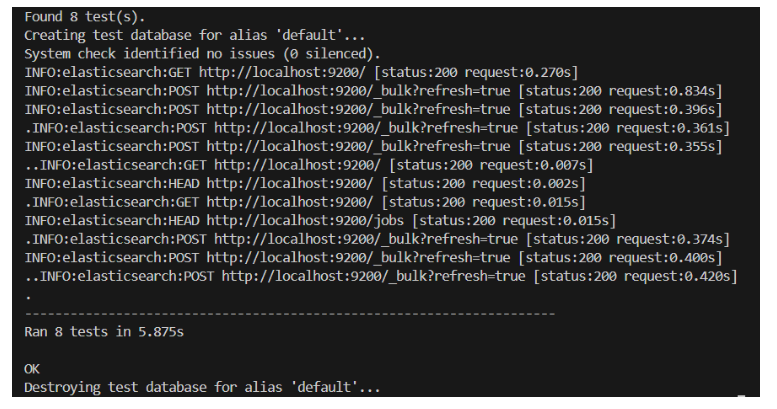 Found 8 test(s).
Creating test database for alias 'default'...
System check identified no issues (0 silenced).
INFO:elasticsearch:GET http://localhost:9200/ [status:200 request:0.270s]
INFO:elasticsearch:POST http://localhost:9200/_bulk?refresh=true [status:200 request:0.834s]
INFO:elasticsearch:POST http://localhost:9200/_bulk?refresh=true [status:200 request:0.396s]
.INFO:elasticsearch:POST http://localhost:9200/_bulk?refresh=true [status:200 request:0.361s]
INFO:elasticsearch:POST http://localhost:9200/_bulk?refresh=true [status:200 request:0.355s]
..INFO:elasticsearch:GET http://localhost:9200/ [status:200 request:0.007s]
INFO:elasticsearch:HEAD http://localhost:9200/ [status:200 request:0.002s]
.INFO:elasticsearch:GET http://localhost:9200/ [status:200 request:0.015s]
INFO:elasticsearch:HEAD http://localhost:9200/jobs [status:200 request:0.015s]
.INFO:elasticsearch:POST http://localhost:9200/_bulk?refresh=true [status:200 request:0.374s]
INFO:elasticsearch:POST http://localhost:9200/_bulk?refresh=true [status:200 request:0.400s]
..INFO:elasticsearch:POST http://localhost:9200/_bulk?refresh=true [status:200 request:0.420s]
.
----------------------------------------------------------------------
Ran 8 tests in 5.875s
OK
Destroying test database for alias 'default'...